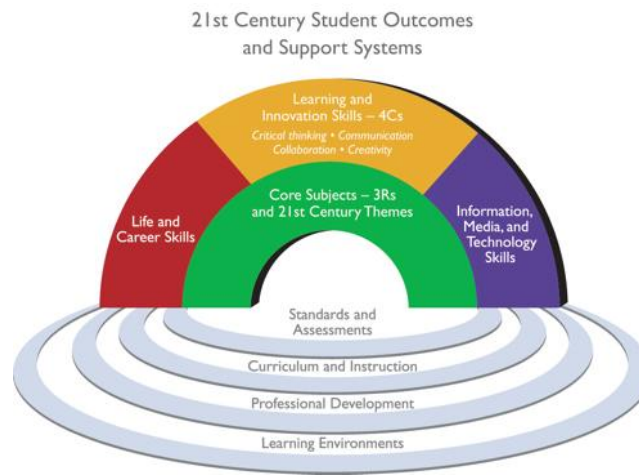 21st Century Student Outcomes
and Support Systems
Learning and
Innovation Skills – 4Cs
Critical thinking • Communication
Collaboration • Creativity
Core Subjects – 3Rs
and 21st Century Themes
Life and
Career Skills
Information,
Media, and
Technology
Skills
Standards and
Assessments
Curriculum and Instruction
Professional Development
Learning Environments